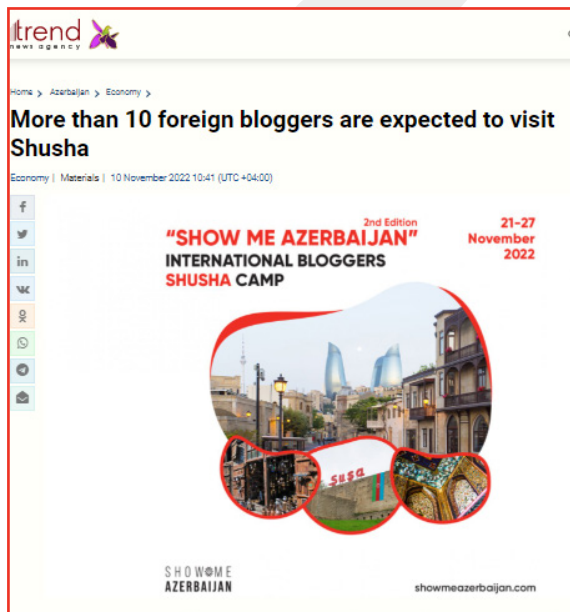 trend
news agency
Home > Azerbaijan > Economy >
More than 10 foreign bloggers are expected to visit
Shusha
Economy | Materials | 10 November 2022 10:41 (UTC +04:00)
2nd Edition
"SHOW ME AZERBAIJAN"
INTERNATIONAL BLOGGERS
SHUSHA CAMP
21-27
November
2022
şuşa
SHOW ME
AZERBAIJAN
showmeazerbaijan.com